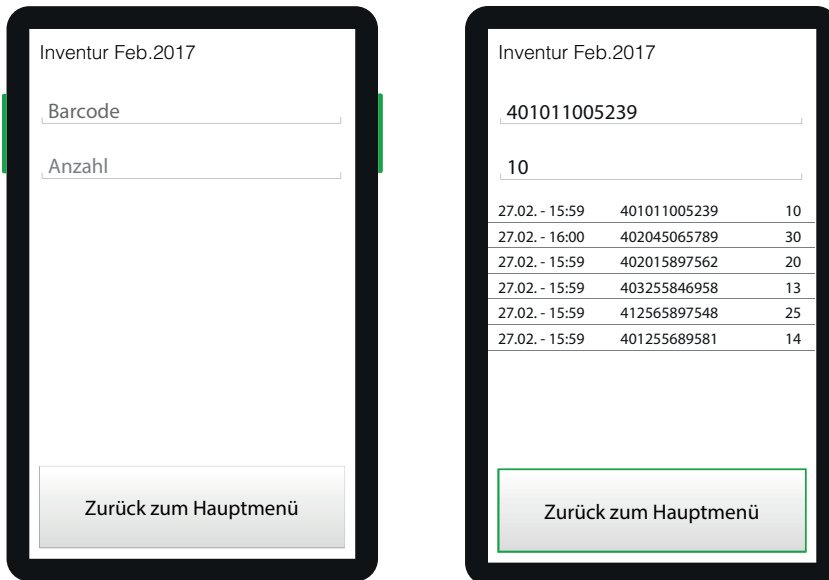 Inventur Feb.2017
Barcode
Anzahl
Zurück zum Hauptmenü
Inventur Feb.2017
401011005239
10
27.02. - 15:59 401011005239 10
27.02. - 16:00 402045065789 30
27.02. - 15:59 402015897562 20
27.02. - 15:59 403255846958 13
27.02. - 15:59 412565897548 25
27.02. - 15:59 401255689581 14
Zurück zum Hauptmenü